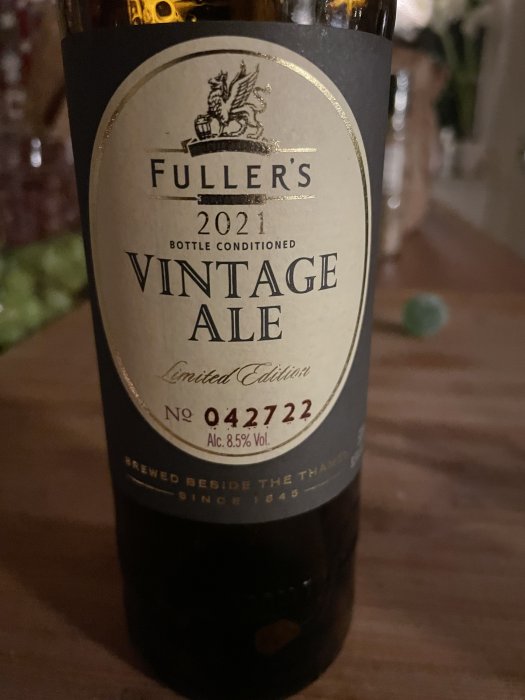 FULLER'S
2021
BOTTLE CONDITIONED
VINTAGE
ALE
Limited Edition
Nº 042722
Alc. 8.5% Vol.
BREWED BESIDE THE THAMES
SINCE 1845